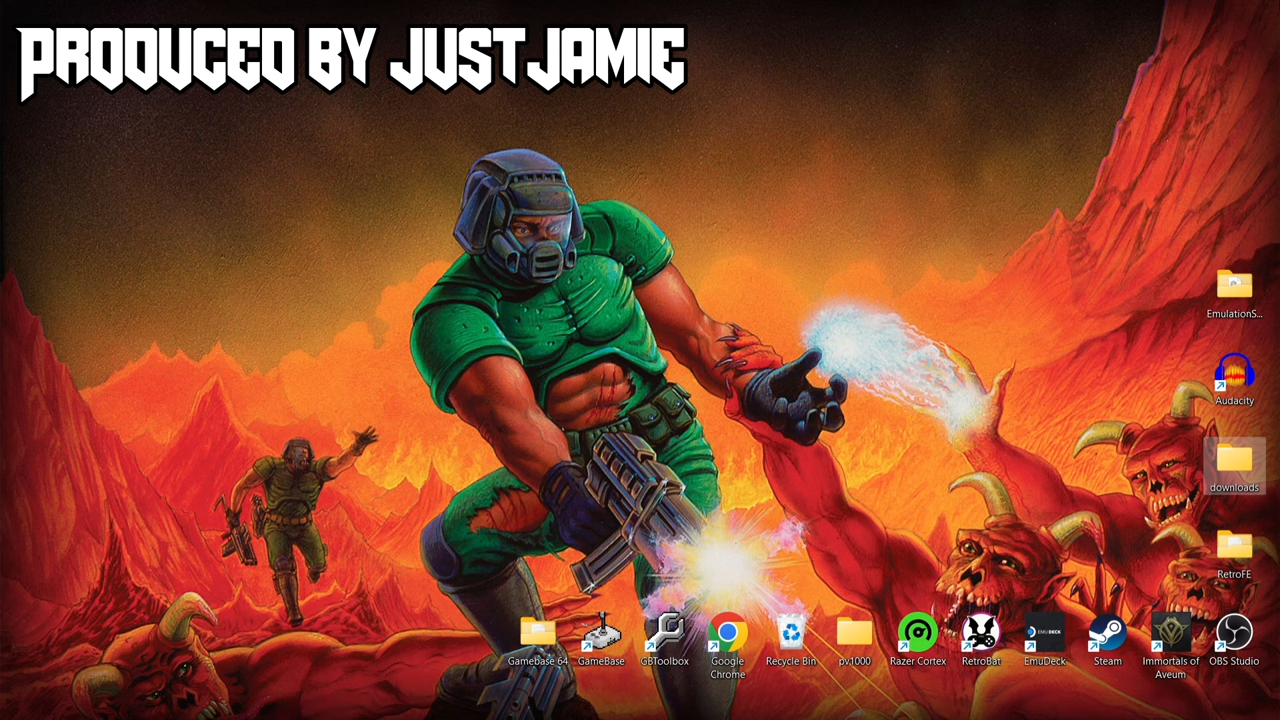 PRODUCED BY JUSTJAMIE
EmulationS...
Audacity
downloads
RetroFE
Gamebase 64
GameBase
GBToolbox
Google
Chrome
Recycle Bin
pv1000
Razer Cortex
RetroBat
EMUDECK
EmuDeck
Steam
Immortals of
Aveum
OBS Studio